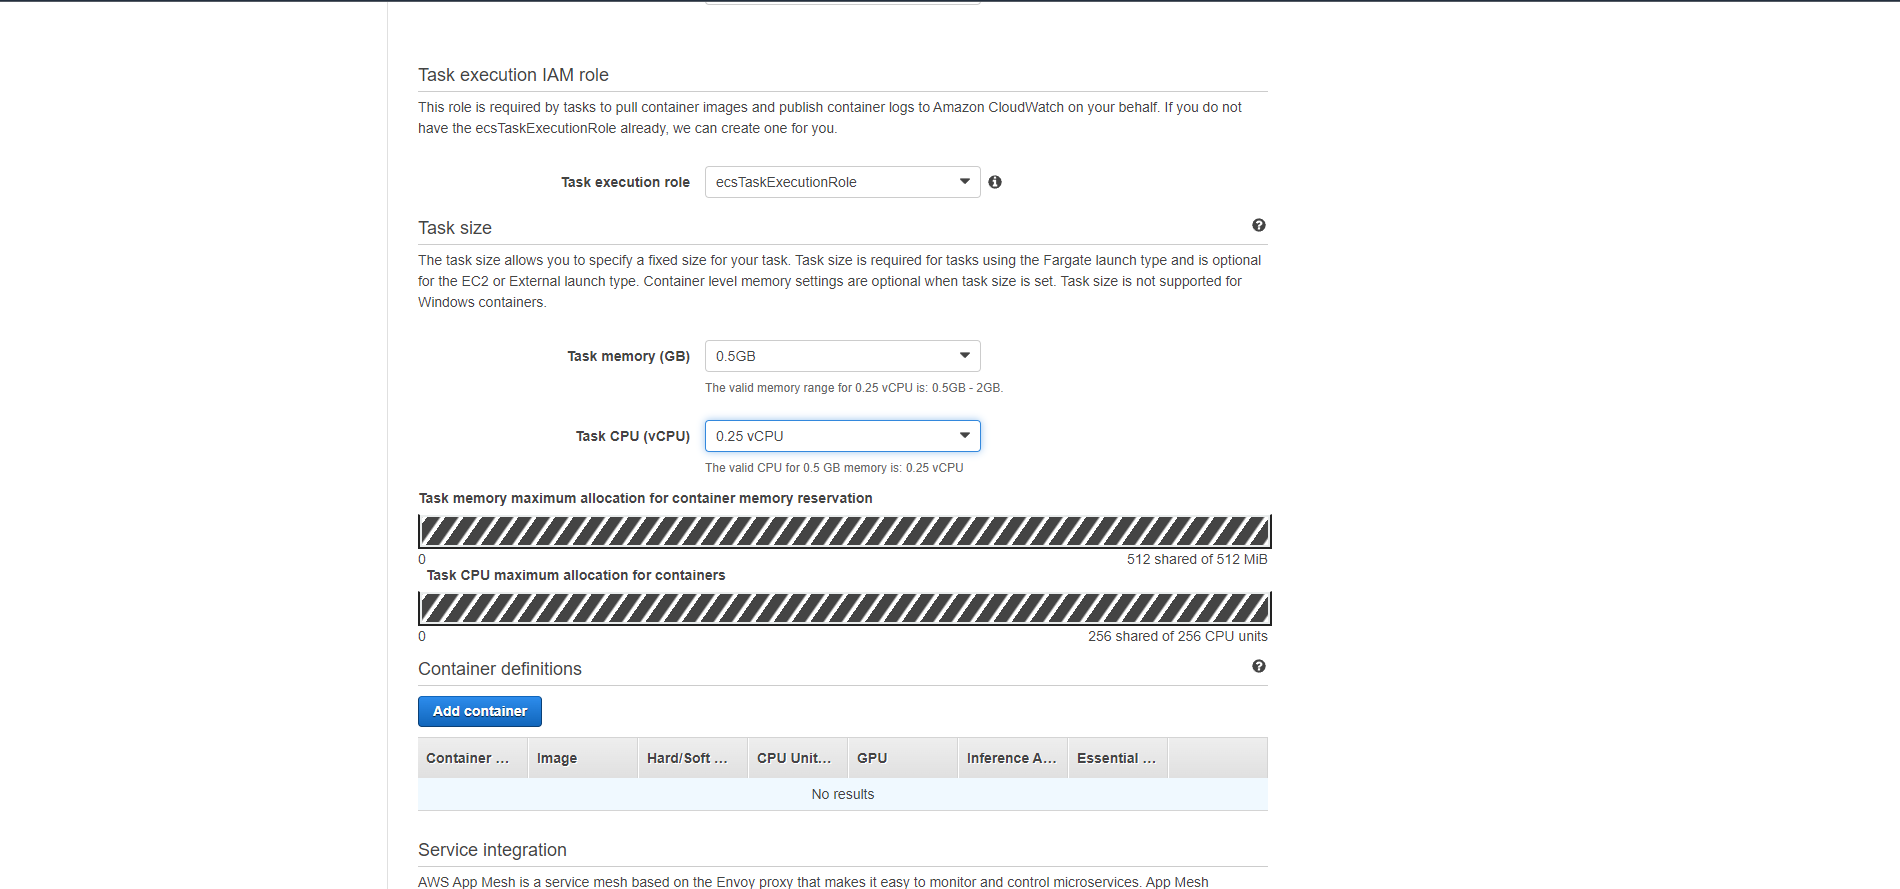 Task execution IAM role
This role is required by tasks to pull container images and publish container logs to Amazon CloudWatch on your behalf. If you do not
have the ecsTaskExecutionRole already, we can create one for you.
Task execution role
ecsTaskExecutionRole
Task size
The task size allows you to specify a fixed size for your task. Task size is required for tasks using the Fargate launch type and is optional
for the EC2 or External launch type. Container level memory settings are optional when task size is set. Task size is not supported for
Windows containers.
Task memory (GB)
0.5GB
The valid memory range for 0.25 vCPU is: 0.5GB - 2GB.
Task CPU (vCPU)
0.25 vCPU
The valid CPU for 0.5 GB memory is: 0.25 vCPU
Task memory maximum allocation for container memory reservation
0
512 shared of 512 MiB
Task CPU maximum allocation for containers
0
256 shared of 256 CPU units
Container definitions
Add container
Container ... Image Hard/Soft ... CPU Unit... GPU Inference A... Essential ...
No results
Service integration
AWS App Mesh is a service mesh based on the Envoy proxy that makes it easy to monitor and control microservices. App Mesh